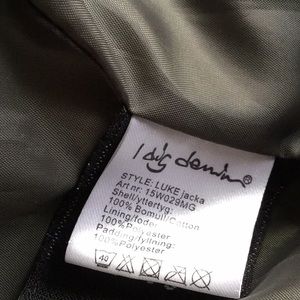 I dig denim®
STYLE: LUKE jacka
Art nr: 15W029MG
Shell/yttertyg:
100% Bomull/Cotton
Lining/foder:
100%Polyester
Padding/fyllning:
100%Polyester
40